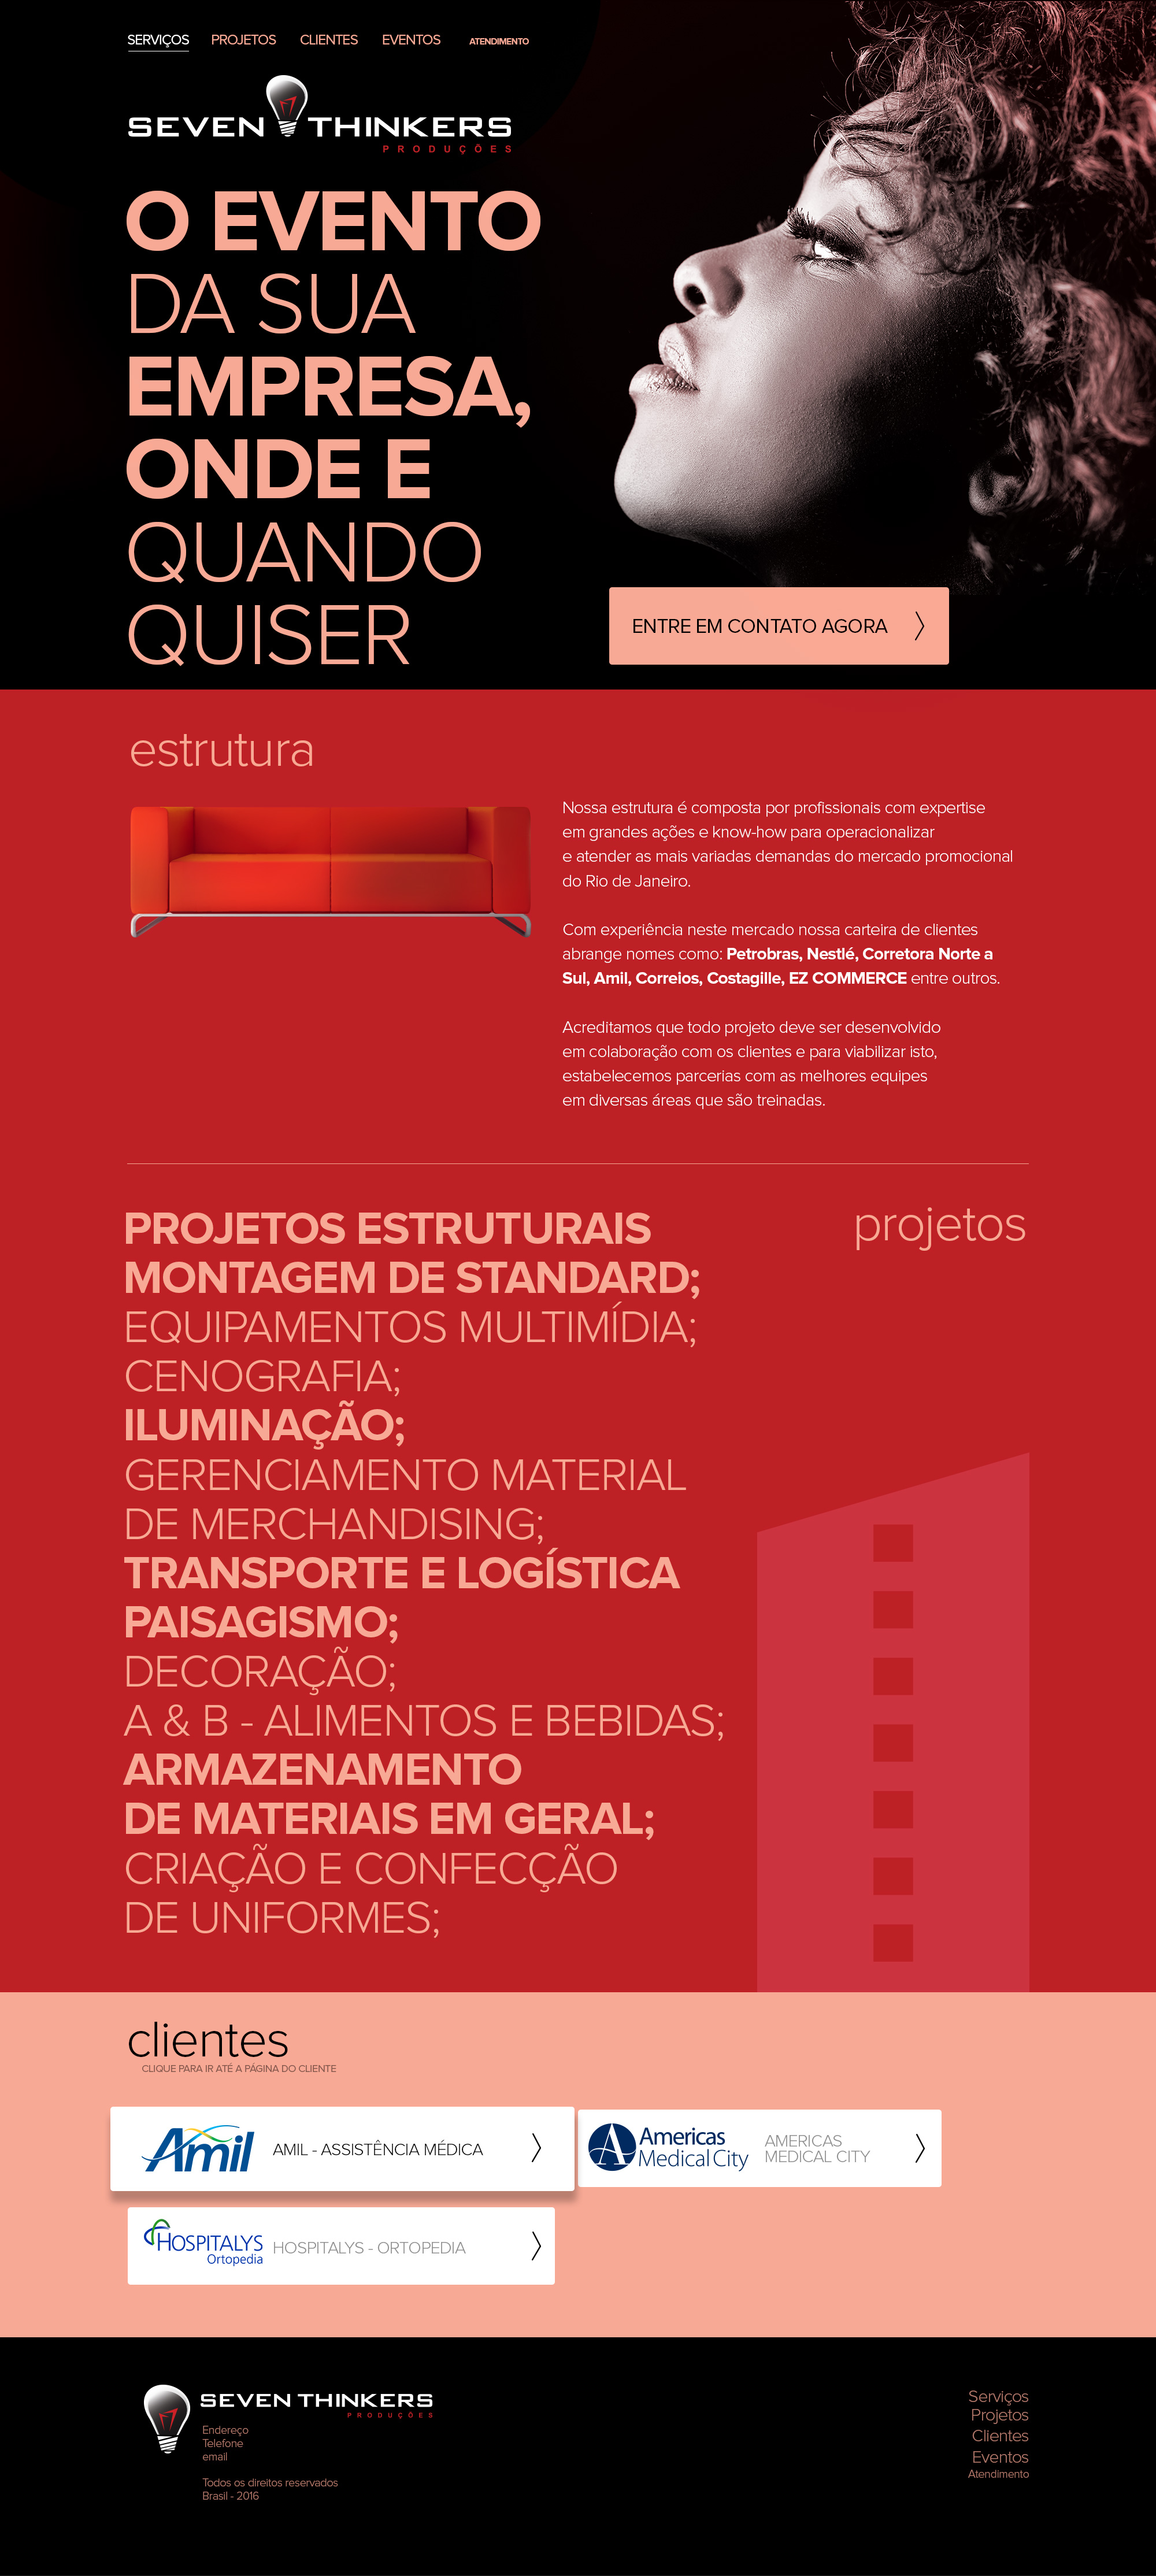 SERVIÇOS PROJETOS CLIENTES EVENTOS ATENDIMENTO
SEVEN THINKERS
PRODUÇÕES
O EVENTO
DA SUA
EMPRESA,
ONDE E
QUANDO
QUISER
ENTRE EM CONTATO AGORA
estrutura
Nossa estrutura é composta por profissionais com expertise
em grandes ações e know-how para operacionalizar
e atender as mais variadas demandas do mercado promocional
do Rio de Janeiro.
Com experiência neste mercado nossa carteira de clientes
abrange nomes como: Petrobras, Nestlé, Corretora Norte a
Sul, Amil, Correios, Costagille, EZ COMMERCE entre outros.
Acreditamos que todo projeto deve ser desenvolvido
em colaboração com os clientes e para viabilizar isto,
estabelecemos parcerias com as melhores equipes
em diversas áreas que são treinadas.
projetos
PROJETOS ESTRUTURAIS
MONTAGEM DE STANDARD;
EQUIPAMENTOS MULTIMÍDIA;
CENOGRAFIA;
ILUMINAÇÃO;
GERENCIAMENTO MATERIAL
DE MERCHANDISING;
TRANSPORTE E LOGÍSTICA
PAISAGISMO;
DECORAÇÃO;
A & B - ALIMENTOS E BEBIDAS;
ARMAZENAMENTO
DE MATERIAIS EM GERAL;
CRIAÇÃO E CONFECÇÃO
DE UNIFORMES;
clientes
CLIQUE PARA IR ATÉ A PÁGINA DO CLIENTE
Amil
AMIL - ASSISTÊNCIA MÉDICA
Americas
Medical City
AMERICAS
MEDICAL CITY
HOSPITALYS
Ortopedia
HOSPITALYS - ORTOPEDIA
SEVEN THINKERS
PRODUÇÕES
Endereço
Telefone
email
Todos os direitos reservados
Brasil - 2016
Serviços
Projetos
Clientes
Eventos
Atendimento